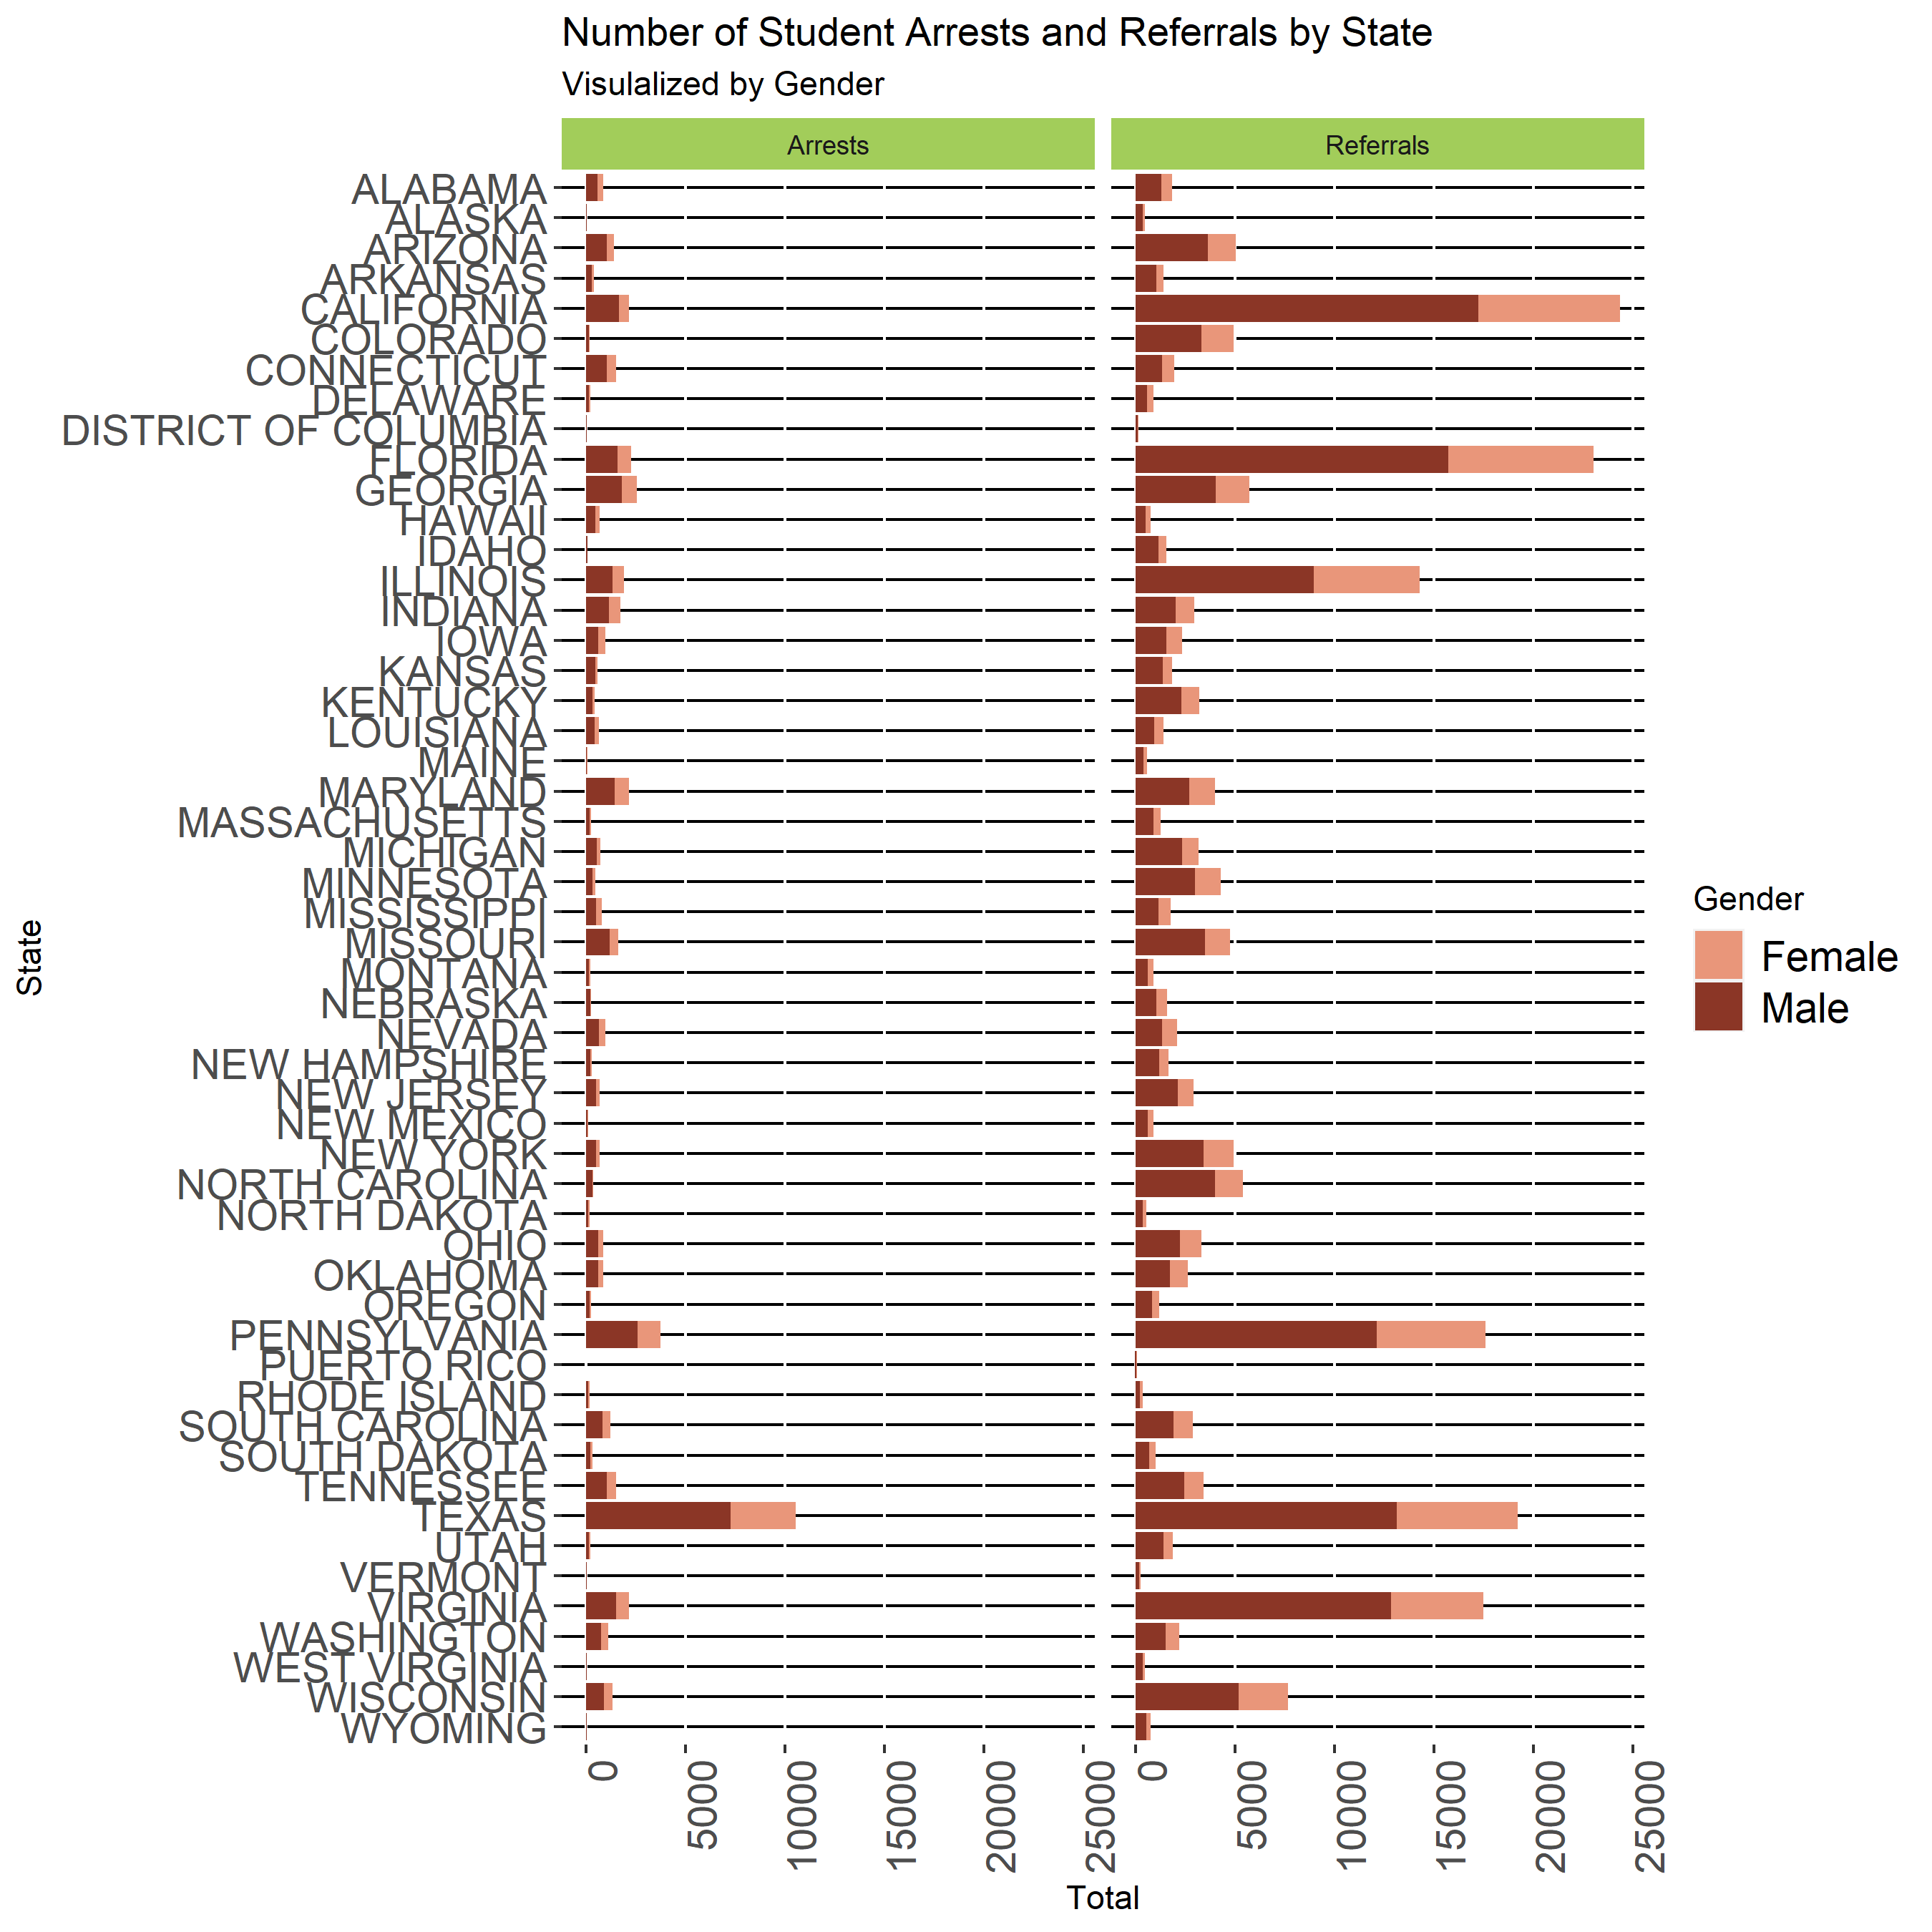 Number of Student Arrests and Referrals by State
Visulalized by Gender
Arrests
Referrals
ALABAMA
ALASKA
ARIZONA
ARKANSAS
CALIFORNIA
COLORADO
CONNECTICUT
DELAWARE
DISTRICT OF COLUMBIA
FLORIDA
GEORGIA
HAWAII
IDAHO
ILLINOIS
INDIANA
IOWA
KANSAS
KENTUCKY
LOUISIANA
MAINE
MARYLAND
MASSACHUSETTS
MICHIGAN
MINNESOTA
MISSISSIPPI
MISSOURI
MONTANA
NEBRASKA
NEVADA
NEW HAMPSHIRE
NEW JERSEY
NEW MEXICO
NEW YORK
NORTH CAROLINA
NORTH DAKOTA
OHIO
OKLAHOMA
OREGON
PENNSYLVANIA
PUERTO RICO
RHODE ISLAND
SOUTH CAROLINA
SOUTH DAKOTA
TENNESSEE
TEXAS
UTAH
VERMONT
VIRGINIA
WASHINGTON
WEST VIRGINIA
WISCONSIN
WYOMING
State
0
5000
10000
15000
20000
25000
0
5000
10000
15000
20000
25000
Total
Gender
Female
Male